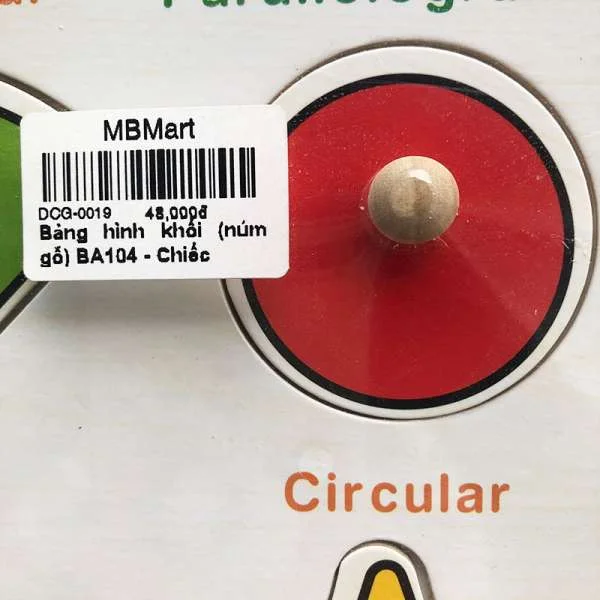 MBMart
DCG-0019 48,000đ
Bảng hình khối (núm
gỗ) BA104 - Chiếc
Circular